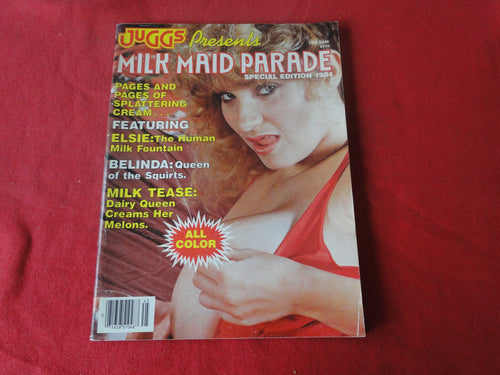 JUGGS Presents
MILK MAID PARADE
SPECIAL EDITION 1984
PAGES AND
PAGES OF
SPLATTERING
CREAM...
FEATURING
ELSIE: The Human
Milk Fountain
BELINDA: Queen
of the Squirts.
MILK TEASE:
Dairy Queen
Creams Her
Melons.
ALL
COLOR